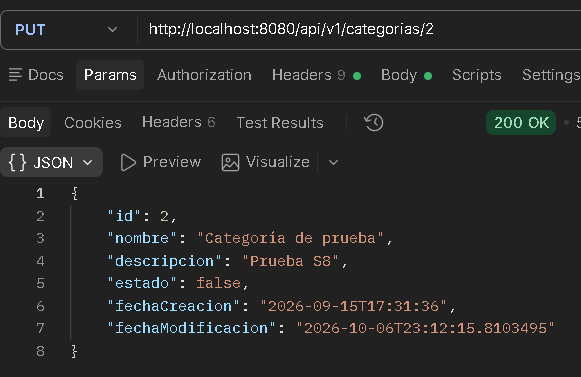 PUT http://localhost:8080/api/v1/categorias/2
Docs Params Authorization Headers 9 Body Scripts Settings
Body Cookies Headers 6 Test Results 200 OK
{} JSON Preview Visualize
1 {
2 "id": 2,
3 "nombre": "Categoría de prueba",
4 "descripcion": "Prueba S8",
5 "estado": false,
6 "fechaCreacion": "2026-09-15T17:31:36",
7 "fechaModificacion": "2026-10-06T23:12:15.8103495"
8 }